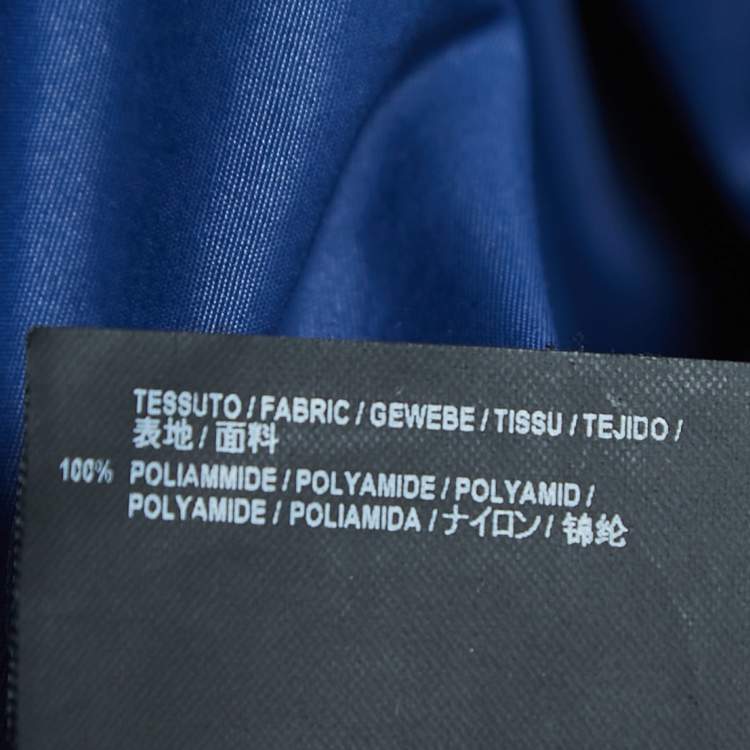 TESSUTO / FABRIC / GEWEBE / TISSU / TEJIDO /
表地 / 面料
100% POLIAMMIDE / POLYAMIDE / POLYAMID /
POLYAMIDE / POLIAMIDA / ナイロン / 锦纶